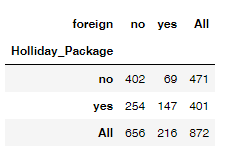 foreign no yes All
Holliday_Package
no 402 69 471
yes 254 147 401
All 656 216 872